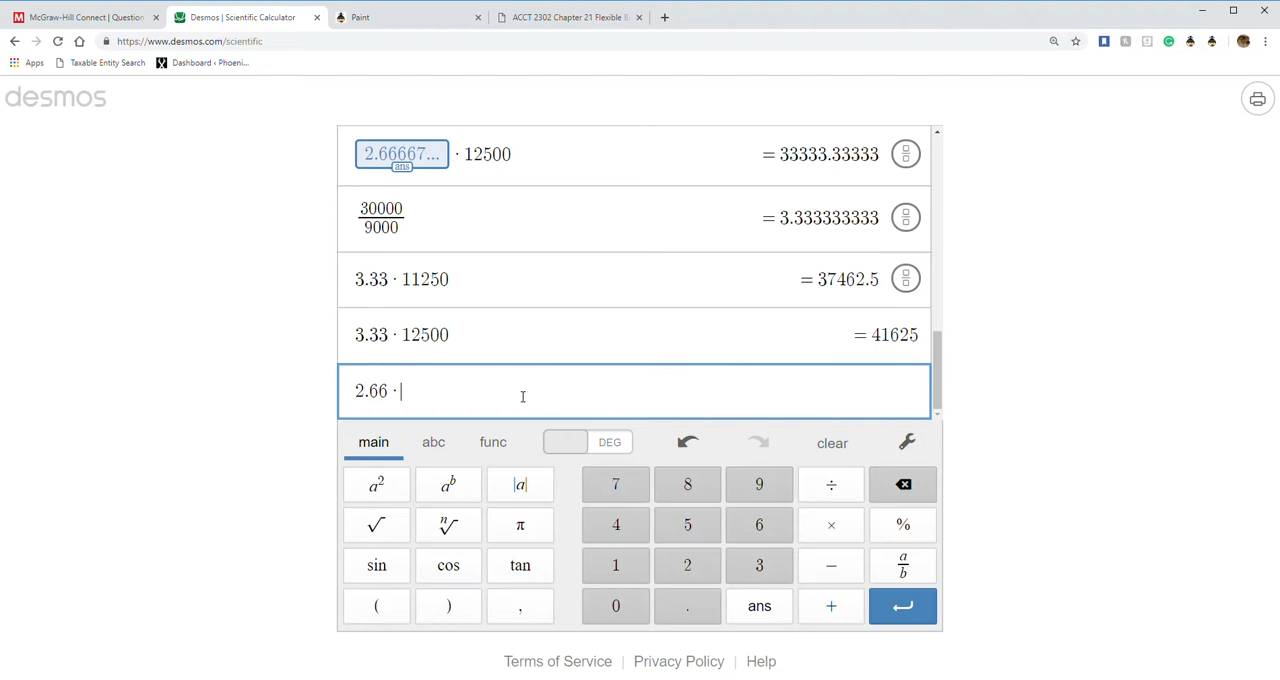 McGraw-Hill Connect | Question
Desmos | Scientific Calculator
Paint
ACCT 2302 Chapter 21 Flexible
https://www.desmos.com/scientific
Apps
Taxable Entity Search
Dashboard ‹ Phoeni...
desmos
2.66667... · 12500
ans
= 33333.33333
30000
9000
= 3.333333333
3.33 · 11250
= 37462.5
3.33 · 12500
= 41625
2.66 ·
main abc func DEG clear
a² aᵇ |a| 7 8 9 ÷
√ ⁿ√ π 4 5 6 × %
sin cos tan 1 2 3 − a/b
( ) , 0 . ans +
Terms of Service | Privacy Policy | Help